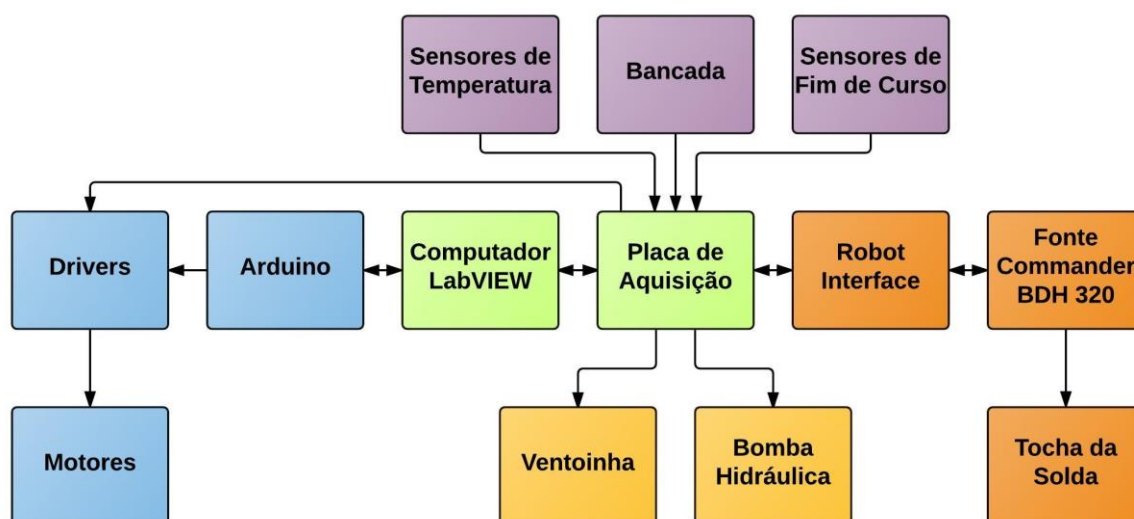 Sensores de
Temperatura
Bancada
Sensores de
Fim de Curso
Drivers
Arduino
Computador
LabVIEW
Placa de
Aquisição
Robot
Interface
Fonte
Commander
BDH 320
Motores
Ventoinha
Bomba
Hidráulica
Tocha da
Solda